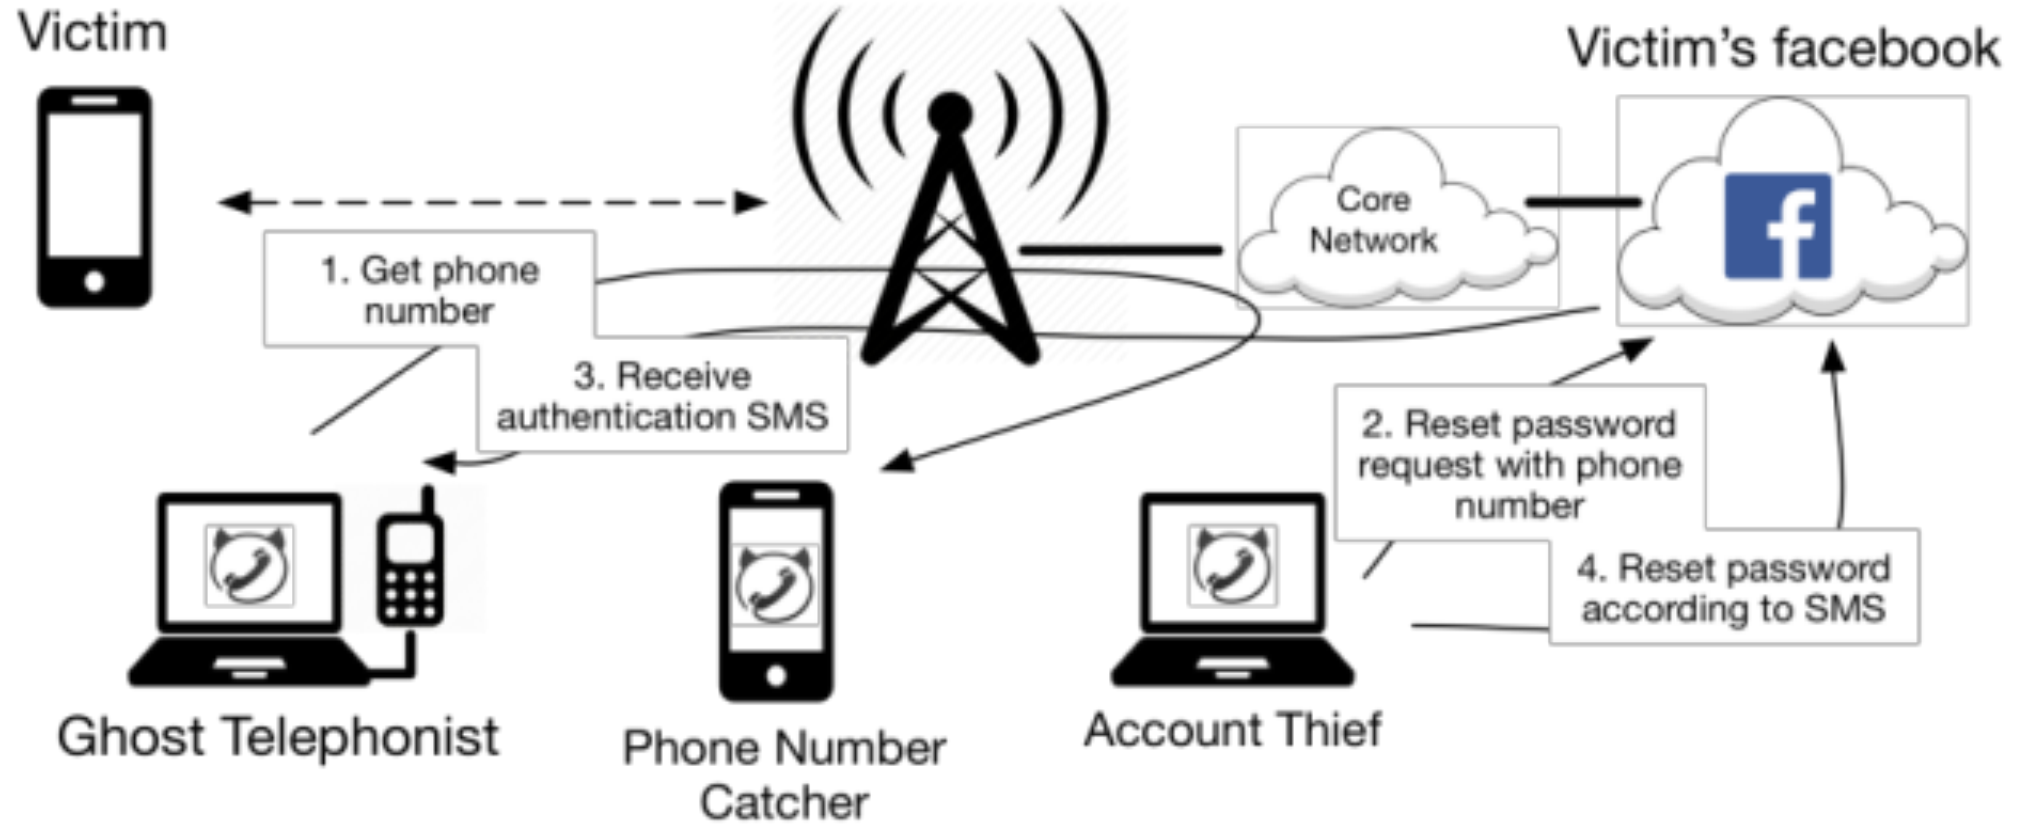 Victim
Victim's facebook
Core
Network
1. Get phone
number
3. Receive
authentication SMS
2. Reset password
request with phone
number
4. Reset password
according to SMS
Ghost Telephonist
Phone Number
Catcher
Account Thief